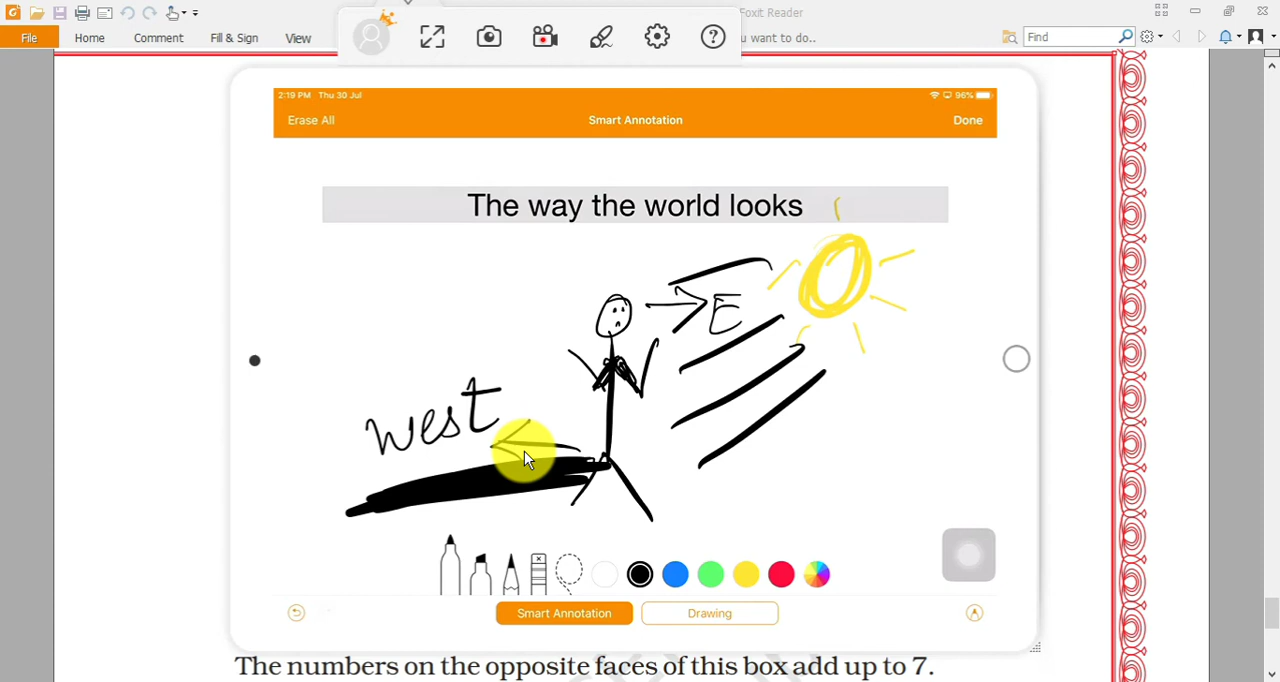 Foxit Reader
File Home Comment Fill & Sign View u want to do.. Find
2:19 PM Thu 30 Jul 96%
Erase All Smart Annotation Done
The way the world looks
E
west
Smart Annotation Drawing
The numbers on the opposite faces of this box add up to 7.